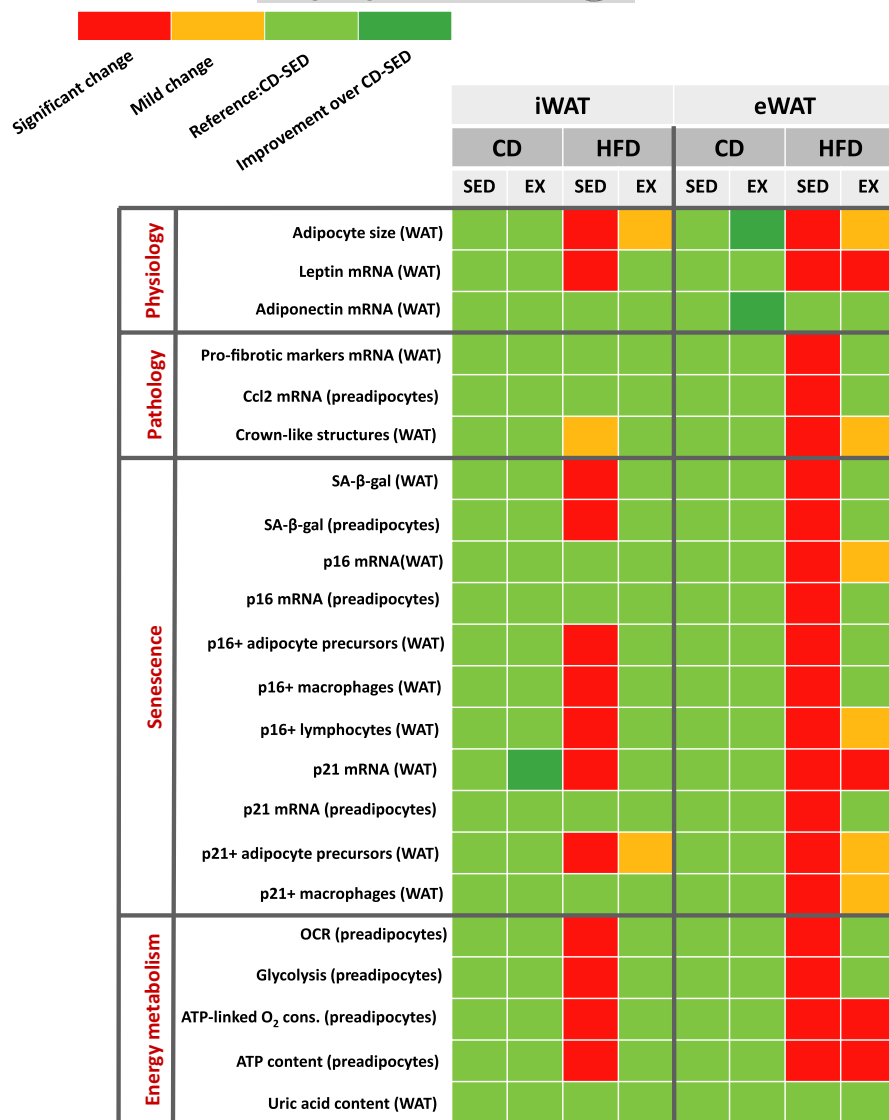 Significant change
Mild change
Reference:CD-SED
Improvement over CD-SED
iWAT eWAT
CD HFD CD HFD
SED EX SED EX SED EX SED EX
Physiology
Adipocyte size (WAT)
Leptin mRNA (WAT)
Adiponectin mRNA (WAT)
Pathology
Pro-fibrotic markers mRNA (WAT)
Ccl2 mRNA (preadipocytes)
Crown-like structures (WAT)
Senescence
SA-β-gal (WAT)
SA-β-gal (preadipocytes)
p16 mRNA(WAT)
p16 mRNA (preadipocytes)
p16+ adipocyte precursors (WAT)
p16+ macrophages (WAT)
p16+ lymphocytes (WAT)
p21 mRNA (WAT)
p21 mRNA (preadipocytes)
p21+ adipocyte precursors (WAT)
p21+ macrophages (WAT)
Energy metabolism
OCR (preadipocytes)
Glycolysis (preadipocytes)
ATP-linked O₂ cons. (preadipocytes)
ATP content (preadipocytes)
Uric acid content (WAT)